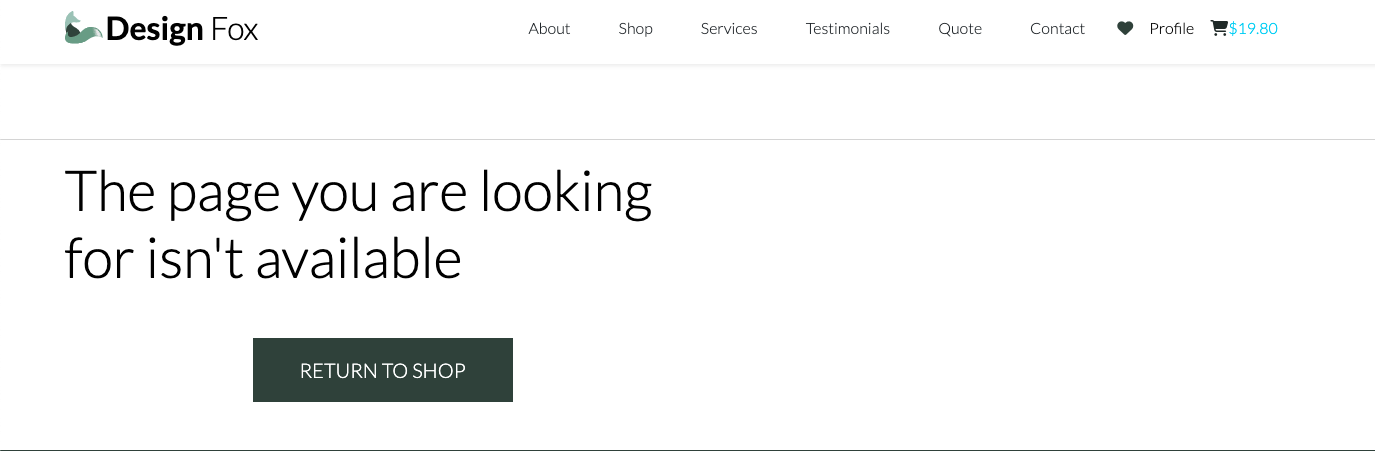 Design Fox About Shop Services Testimonials Quote Contact Profile $19.80
The page you are looking
for isn't available
RETURN TO SHOP